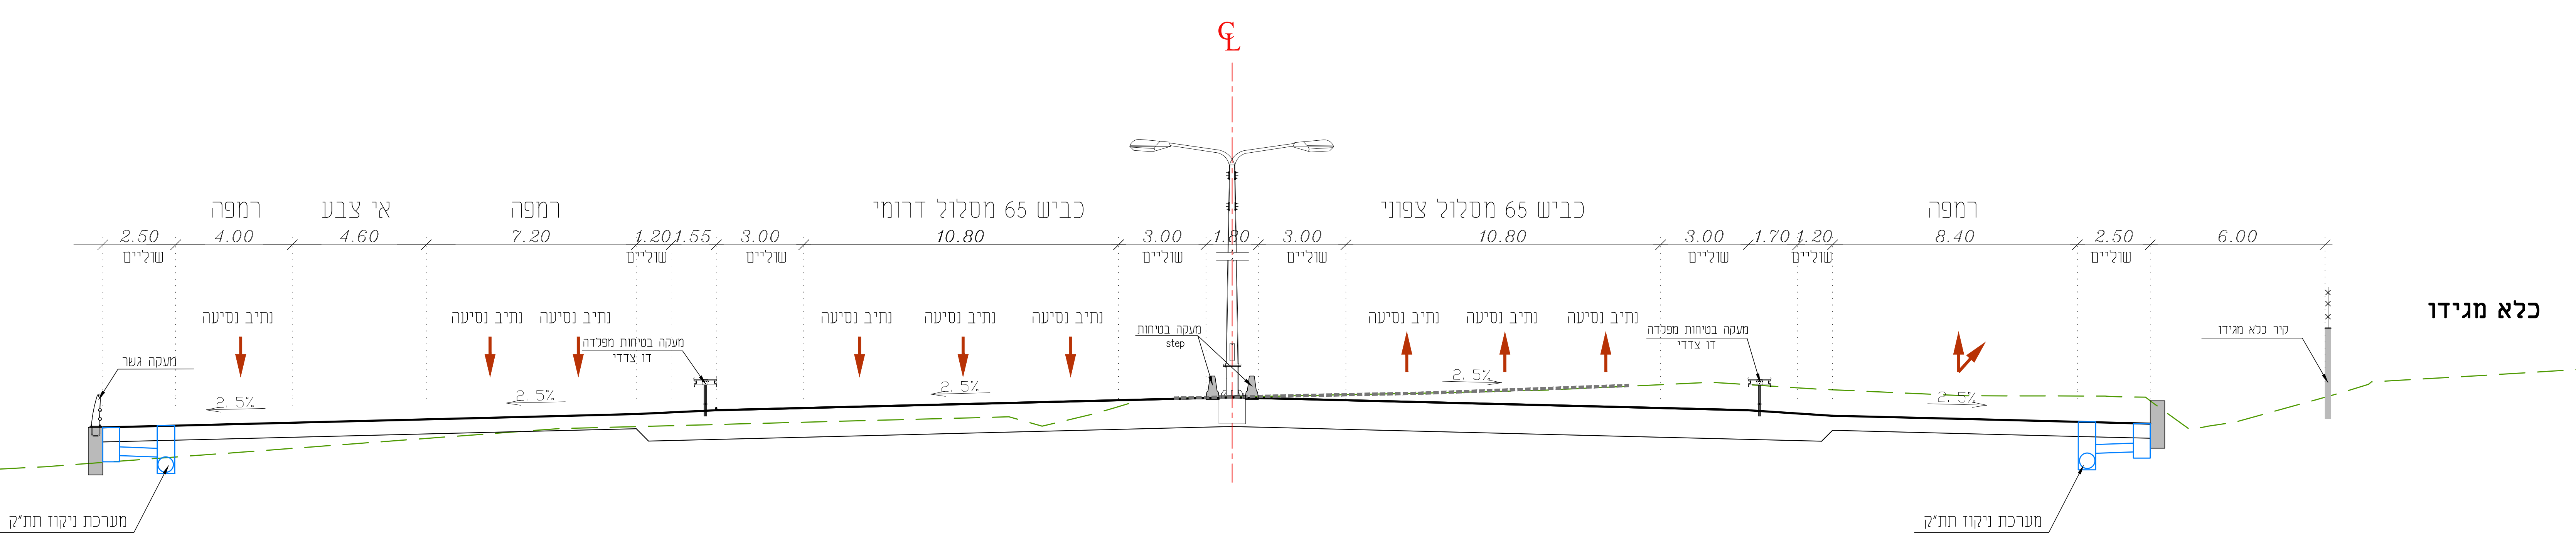 CL
רמפה
אי צבע
רמפה
כביש 65 מסלול דרומי
כביש 65 מסלול צפוני
רמפה
2.50
4.00
4.60
7.20
1.20
1.55
3.00
10.80
3.00
1.80
3.00
10.80
3.00
1.70
1.20
8.40
2.50
6.00
שוליים
שוליים
שוליים
שוליים
שוליים
שוליים
שוליים
שוליים
נתיב נסיעה
נתיב נסיעה
נתיב נסיעה
נתיב נסיעה
נתיב נסיעה
נתיב נסיעה
נתיב נסיעה
נתיב נסיעה
נתיב נסיעה
כלא מגידו
מעקה גשר
מעקה בטיחות מפלדה
דו צדדי
מעקה בטיחות
step
מעקה בטיחות מפלדה
דו צדדי
קיר כלא מגידו
2.5%
2.5%
2.5%
2.5%
2.5%
מערכת ניקוז תת״ק
מערכת ניקוז תת״ק